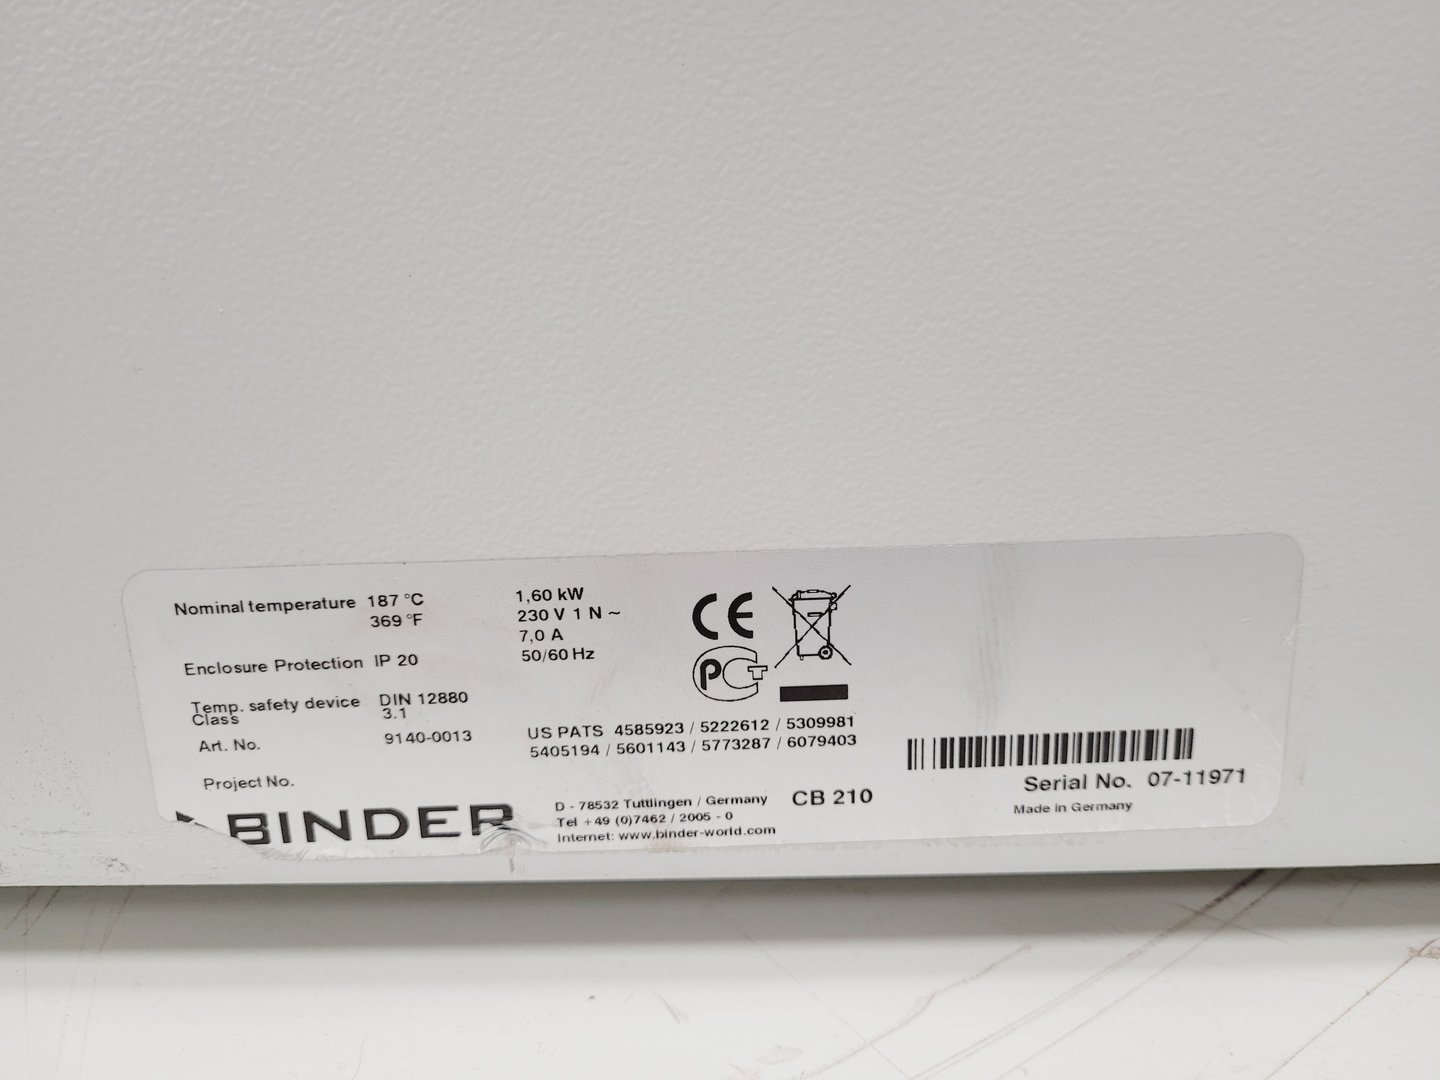 Nominal temperature 187 °C
369 °F
1,60 kW
230 V 1 N ~
7,0 A
50/60 Hz
Enclosure Protection IP 20
Temp. safety device DIN 12880
Class 3.1
Art. No. 9140-0013
Project No.
CE
PCT
US PATS 4585923 / 5222612 / 5309981
5405194 / 5601143 / 5773287 / 6079403
BINDER
D - 78532 Tuttlingen / Germany
Tel + 49 (0)7462 / 2005 - 0
Internet: www.binder-world.com
CB 210
Serial No. 07-11971
Made in Germany